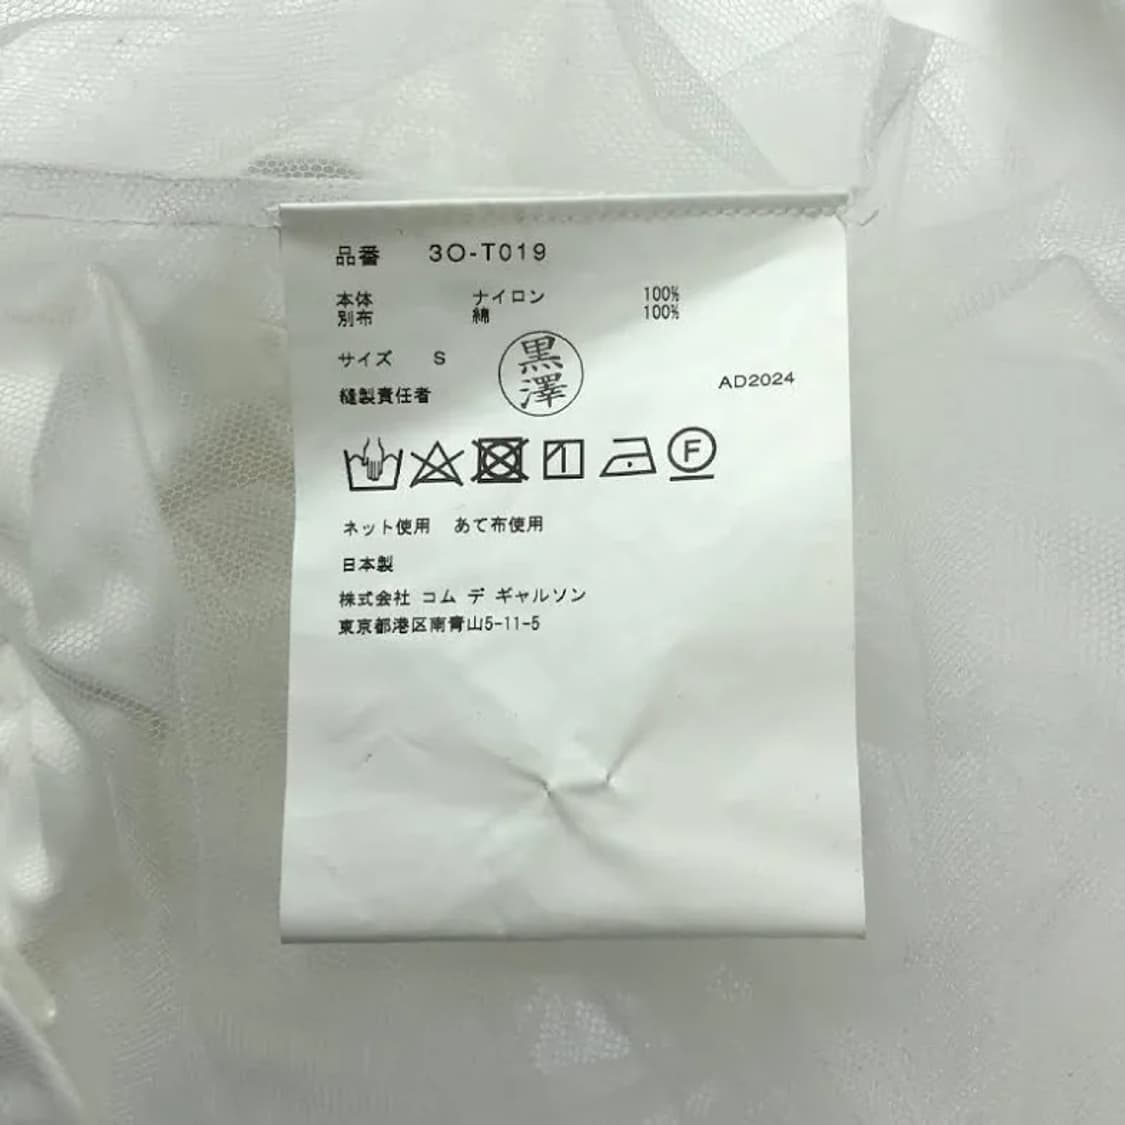 品番 3O-T019
本体 ナイロン 100%
別布 綿 100%
サイズ S
黒澤
縫製責任者
AD2024
F
ネット使用 あて布使用
日本製
株式会社 コム デ ギャルソン
東京都港区南青山5-11-5